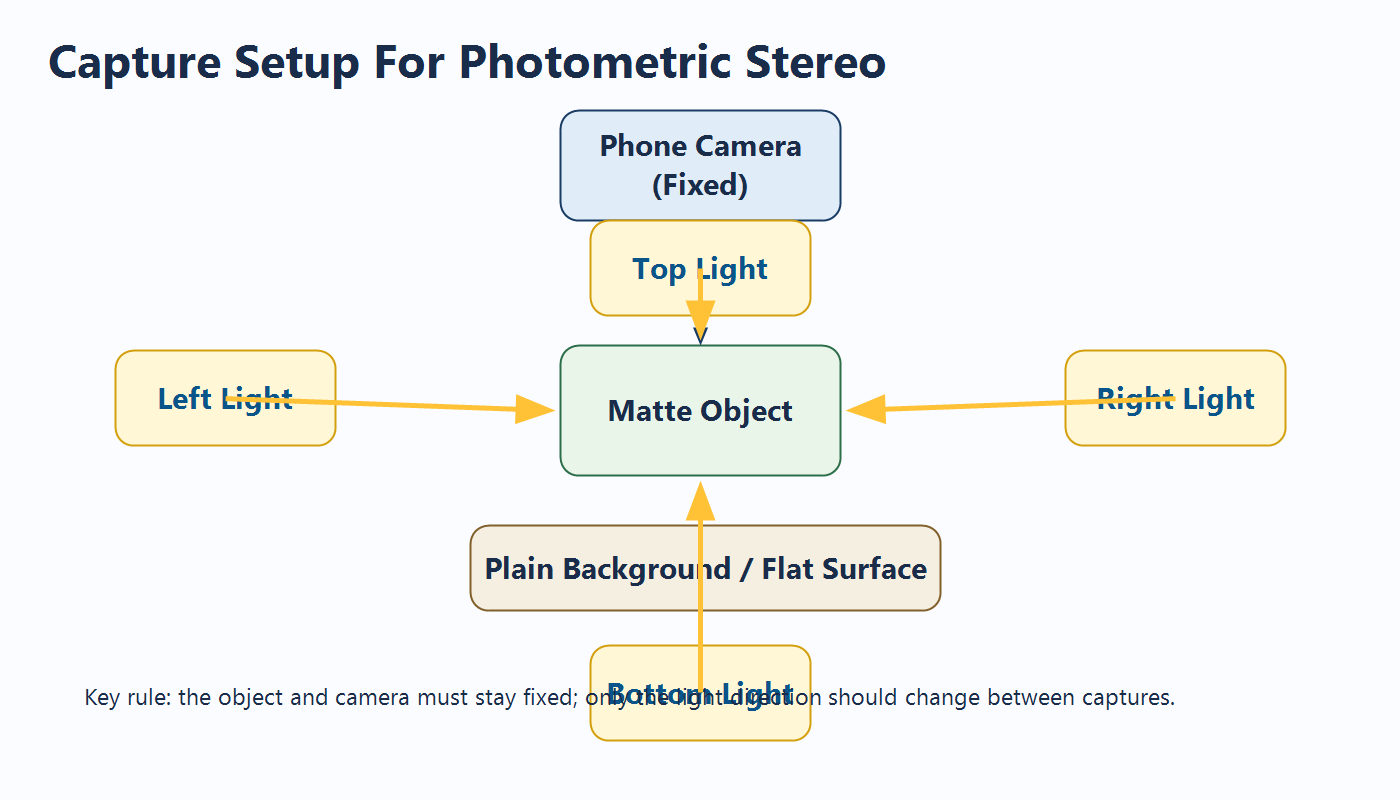 Capture Setup For Photometric Stereo
Phone Camera
(Fixed)
Top Light
Left Light
Matte Object
Right Light
Plain Background / Flat Surface
Bottom Light
Key rule: the object and camera must stay fixed; only the light direction should change between captures.